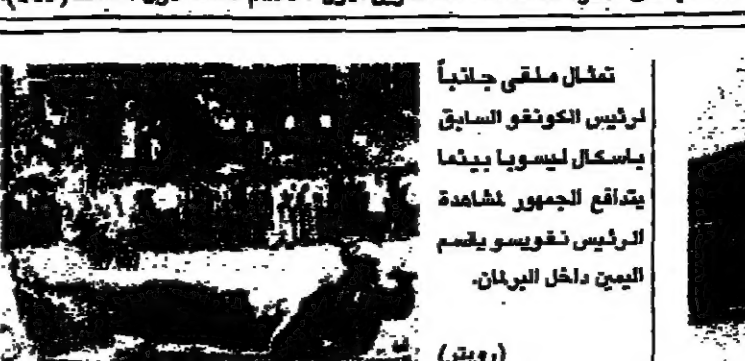 تمثال ملقى جانباً
لرئيس الكونغو السابق
باسكال ليسوبا بينما
يتدافع الجمهور لمشاهدة
الرئيس نغويسو يقسم
اليمين داخل البرلمان.
(رويتر)